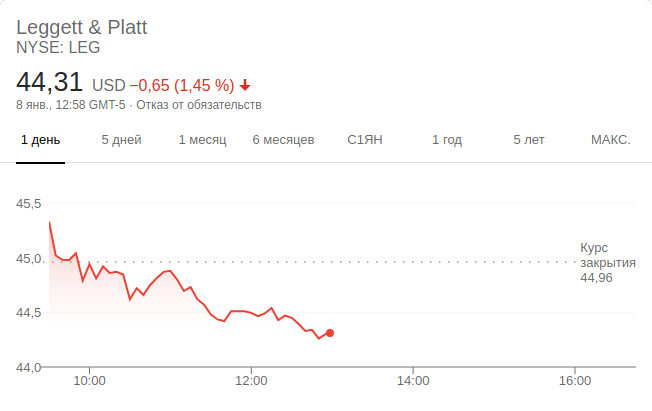 Leggett & Platt
NYSE: LEG
44,31 USD −0,65 (1,45 %)
8 янв., 12:58 GMT-5 · Отказ от обязательств
1 день 5 дней 1 месяц 6 месяцев С1ЯН 1 год 5 лет МАКС.
45,5
45,0
44,5
44,0
Курс
закрытия
44,96
10:00 12:00 14:00 16:00